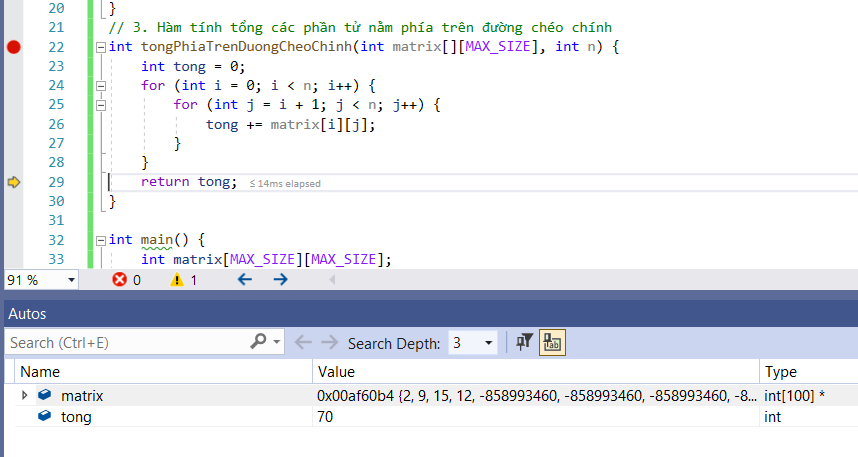 20 }
21 // 3. Hàm tính tổng các phần tử nằm phía trên đường chéo chính
22 int tongPhiaTrenDuongCheoChinh(int matrix[][MAX_SIZE], int n) {
23 int tong = 0;
24 for (int i = 0; i < n; i++) {
25 for (int j = i + 1; j < n; j++) {
26 tong += matrix[i][j];
27 }
28 }
29 return tong; ≤ 14ms elapsed
30 }
31
32 int main() {
33 int matrix[MAX_SIZE][MAX_SIZE];
91 % 0 1
Autos
Search (Ctrl+E) Search Depth: 3
Name Value Type
matrix 0x00af60b4 {2, 9, 15, 12, -858993460, -858993460, -858993460, -8... int[100] *
tong 70 int